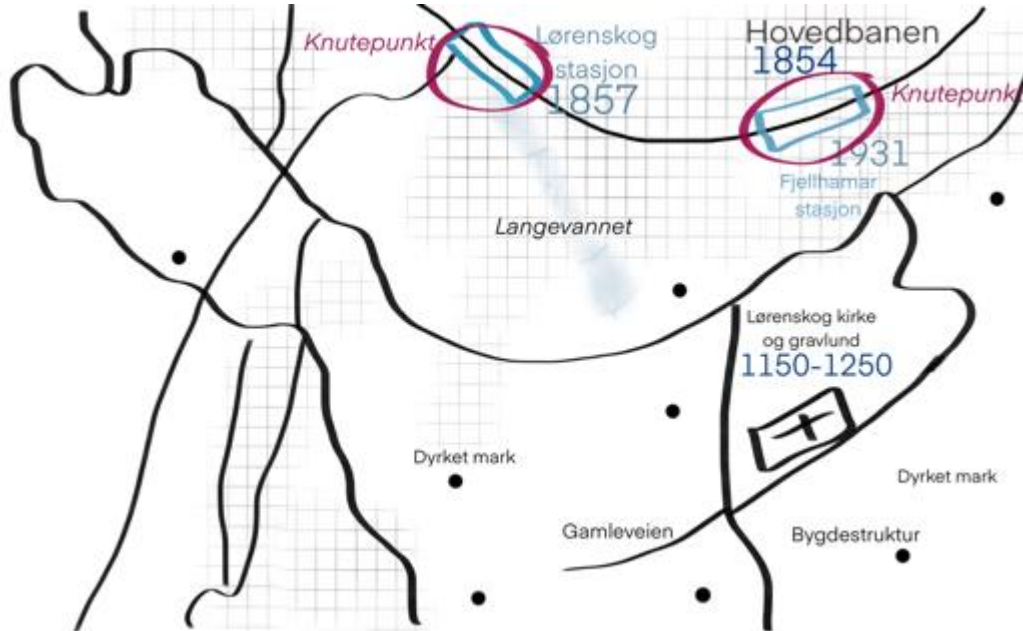 Knutepunkt
Lørenskog
stasjon
1857
Hovedbanen
1854
Knutepunkt
1931
Fjellhamar
stasjon
Langevannet
Lørenskog kirke
og gravlund
1150-1250
Dyrket mark
Dyrket mark
Gamleveien
Bygdestruktur